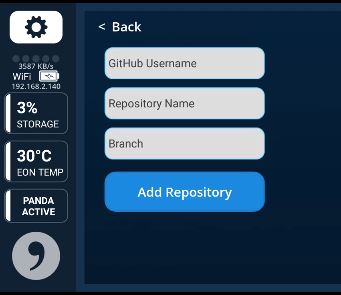 3587 KB/s
WiFi
192.168.2.140
3%
STORAGE
30°C
EON TEMP
PANDA
ACTIVE
< Back
GitHub Username
Repository Name
Branch
Add Repository